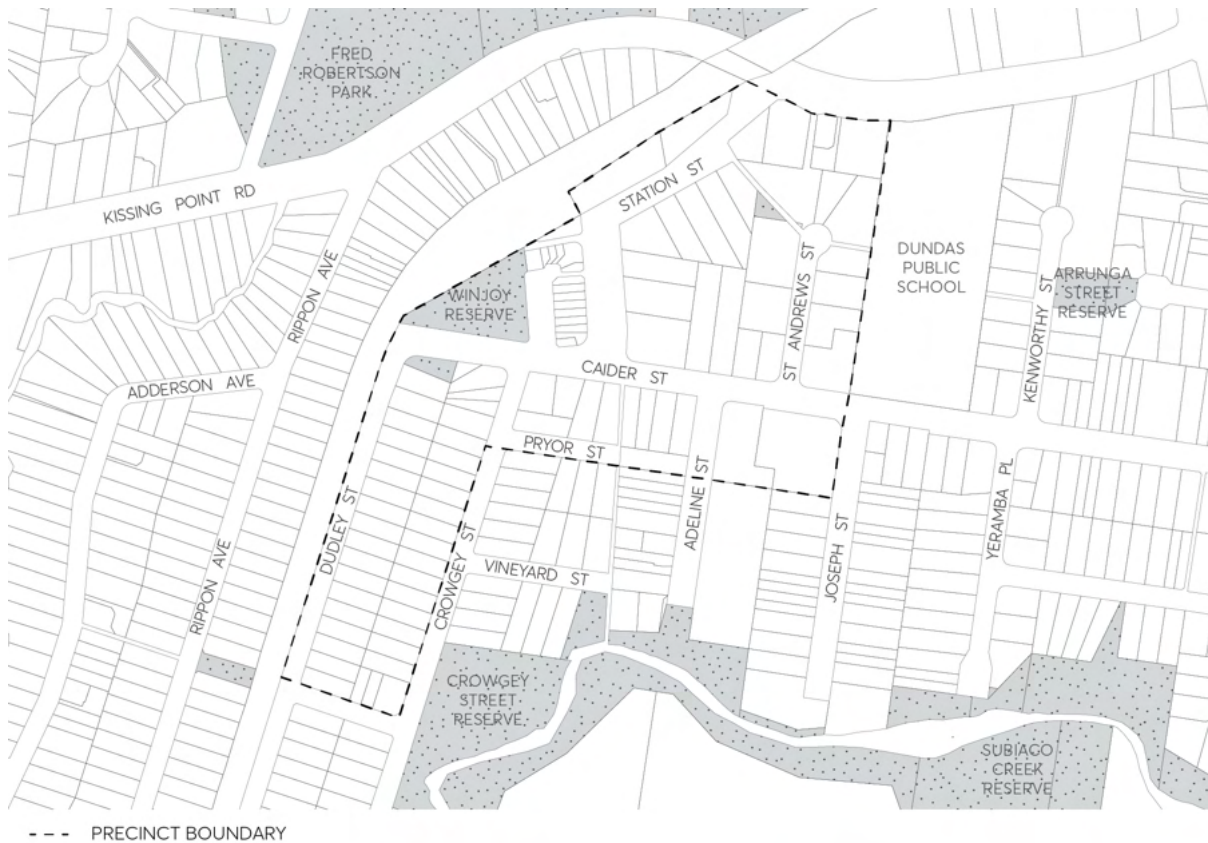 FRED
ROBERTSON
PARK
KISSING POINT RD
STATION ST
RIPPON AVE
DUNDAS
PUBLIC
SCHOOL
ST ANDREWS ST
KENWORTHY ST
ARRUNGA
STREET
RESERVE
WINJOY
RESERVE
ADDERSON AVE
CAIDER ST
PRYOR ST
DUDLEY ST
CROWGEY ST
ADELINE ST
JOSEPH ST
YERAMBA PL
RIPPON AVE
VINEYARD ST
CROWGEY
STREET
RESERVE
SUBIACO
CREEK
RESERVE
PRECINCT BOUNDARY